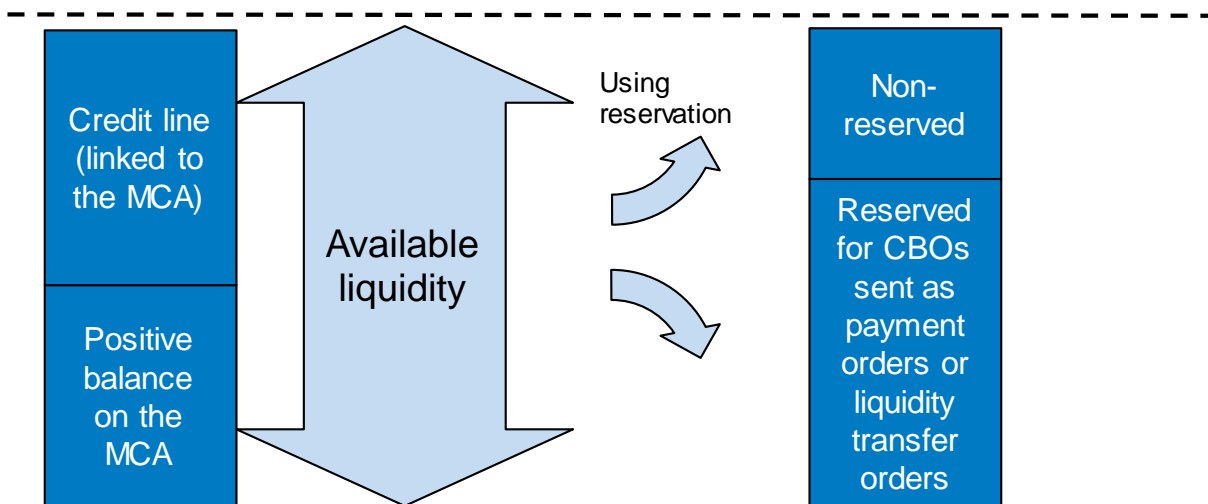 Credit line
(linked to
the MCA)
Positive
balance
on the
MCA
Available
liquidity
Using
reservation
Non-
reserved
Reserved
for CBOs
sent as
payment
orders or
liquidity
transfer
orders